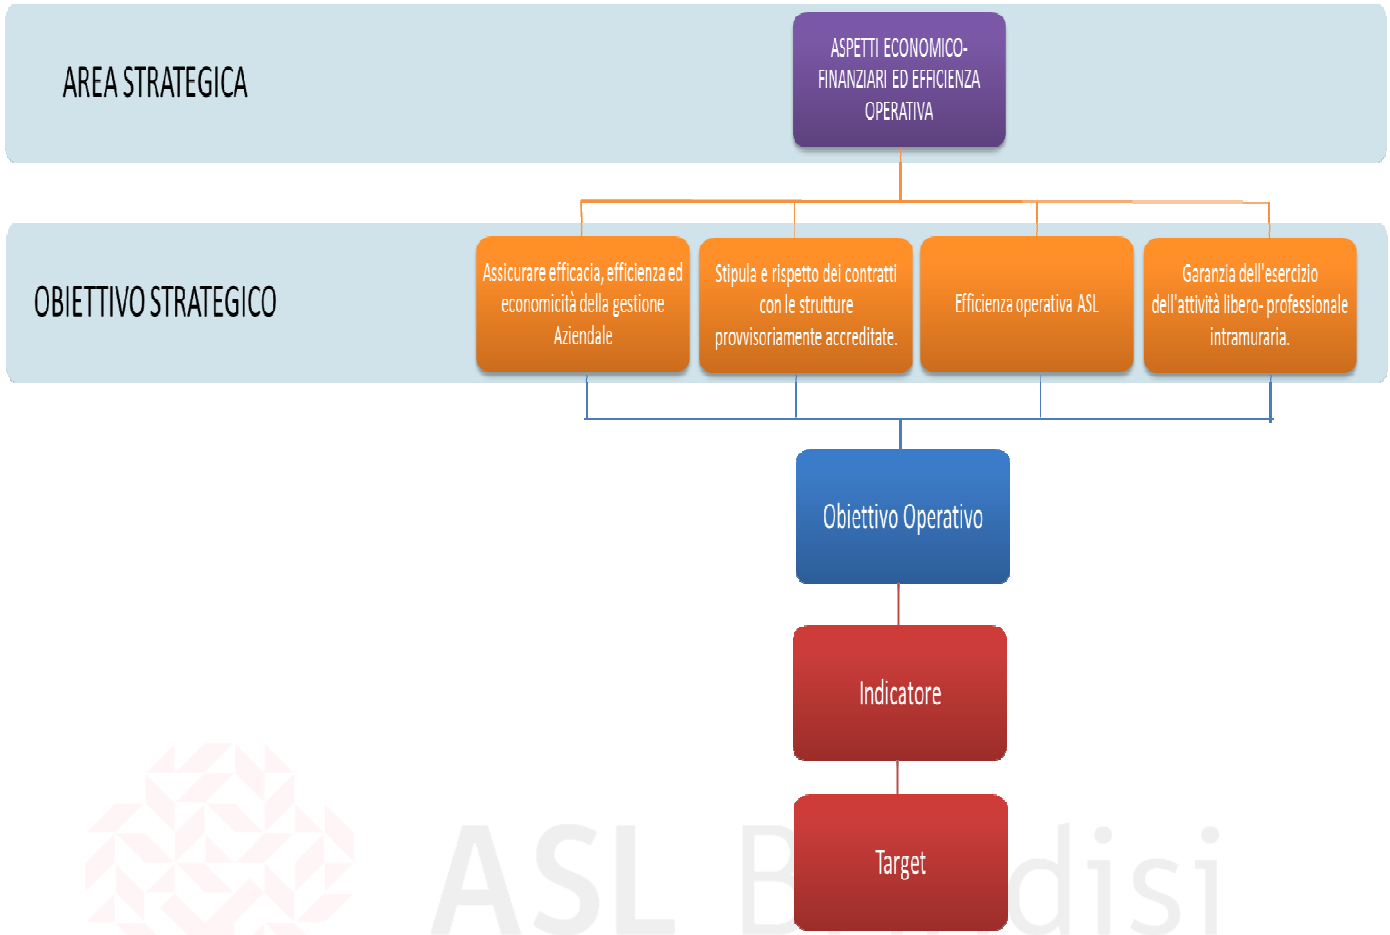 AREA STRATEGICA
ASPETTI ECONOMICO-
FINANZIARI ED EFFICIENZA
OPERATIVA
OBIETTIVO STRATEGICO
Assicurare efficacia, efficienza ed
economicità della gestione
Aziendale
Stipula e rispetto dei contratti
con le strutture
provvisoriamente accreditate.
Efficienza operativa ASL
Garanzia dell'esercizio
dell'attività libero- professionale
intramuraria.
Obiettivo Operativo
Indicatore
Target
ASL Brindisi